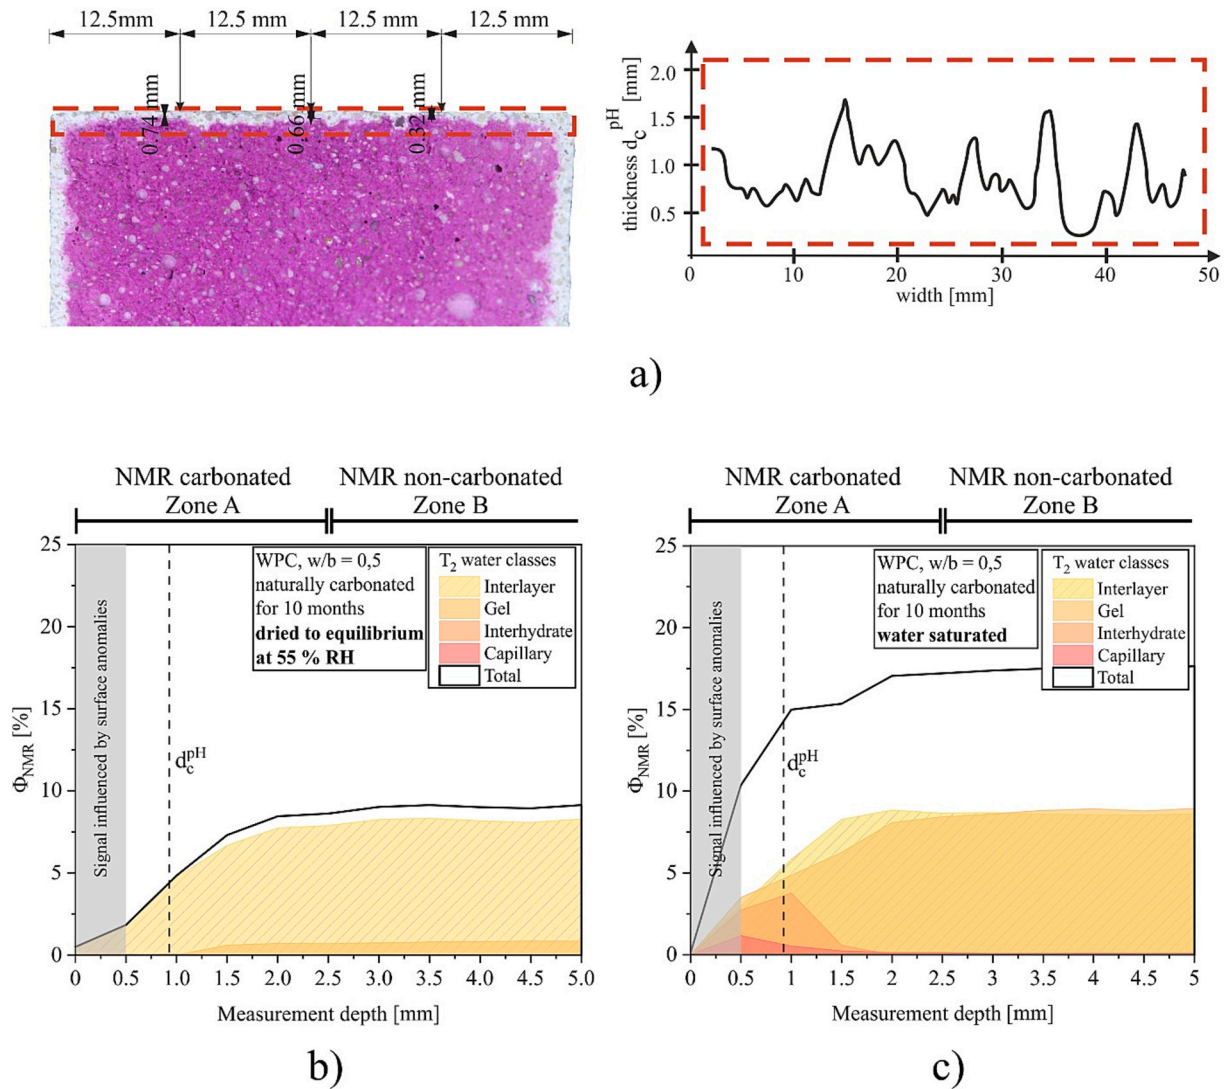 12.5mm 12.5 mm 12.5 mm 12.5 mm
0.74 mm
0.66 mm
0.32 mm
thickness d_c^pH [mm]
2.0
1.5
1.0
0.5
10 20 30 40 50
width [mm]
a)
NMR carbonated
Zone A
NMR non-carbonated
Zone B
25
20
15
10
5
0
Φ_NMR [%]
Signal influenced by surface anomalies
WPC, w/b = 0,5
naturally carbonated
for 10 months
dried to equilibrium
at 55 % RH
T₂ water classes
Interlayer
Gel
Interhydrate
Capillary
Total
d_c^pH
0 0.5 1.0 1.5 2.0 2.5 3.0 3.5 4.0 4.5 5.0
Measurement depth [mm]
b)
NMR carbonated
Zone A
NMR non-carbonated
Zone B
25
20
15
10
5
0
Φ_NMR [%]
Signal influenced by surface anomalies
WPC, w/b = 0,5
naturally carbonated
for 10 months
water saturated
T₂ water classes
Interlayer
Gel
Interhydrate
Capillary
Total
d_c^pH
0 0.5 1 1.5 2 2.5 3 3.5 4 4.5 5
Measurement depth [mm]
c)